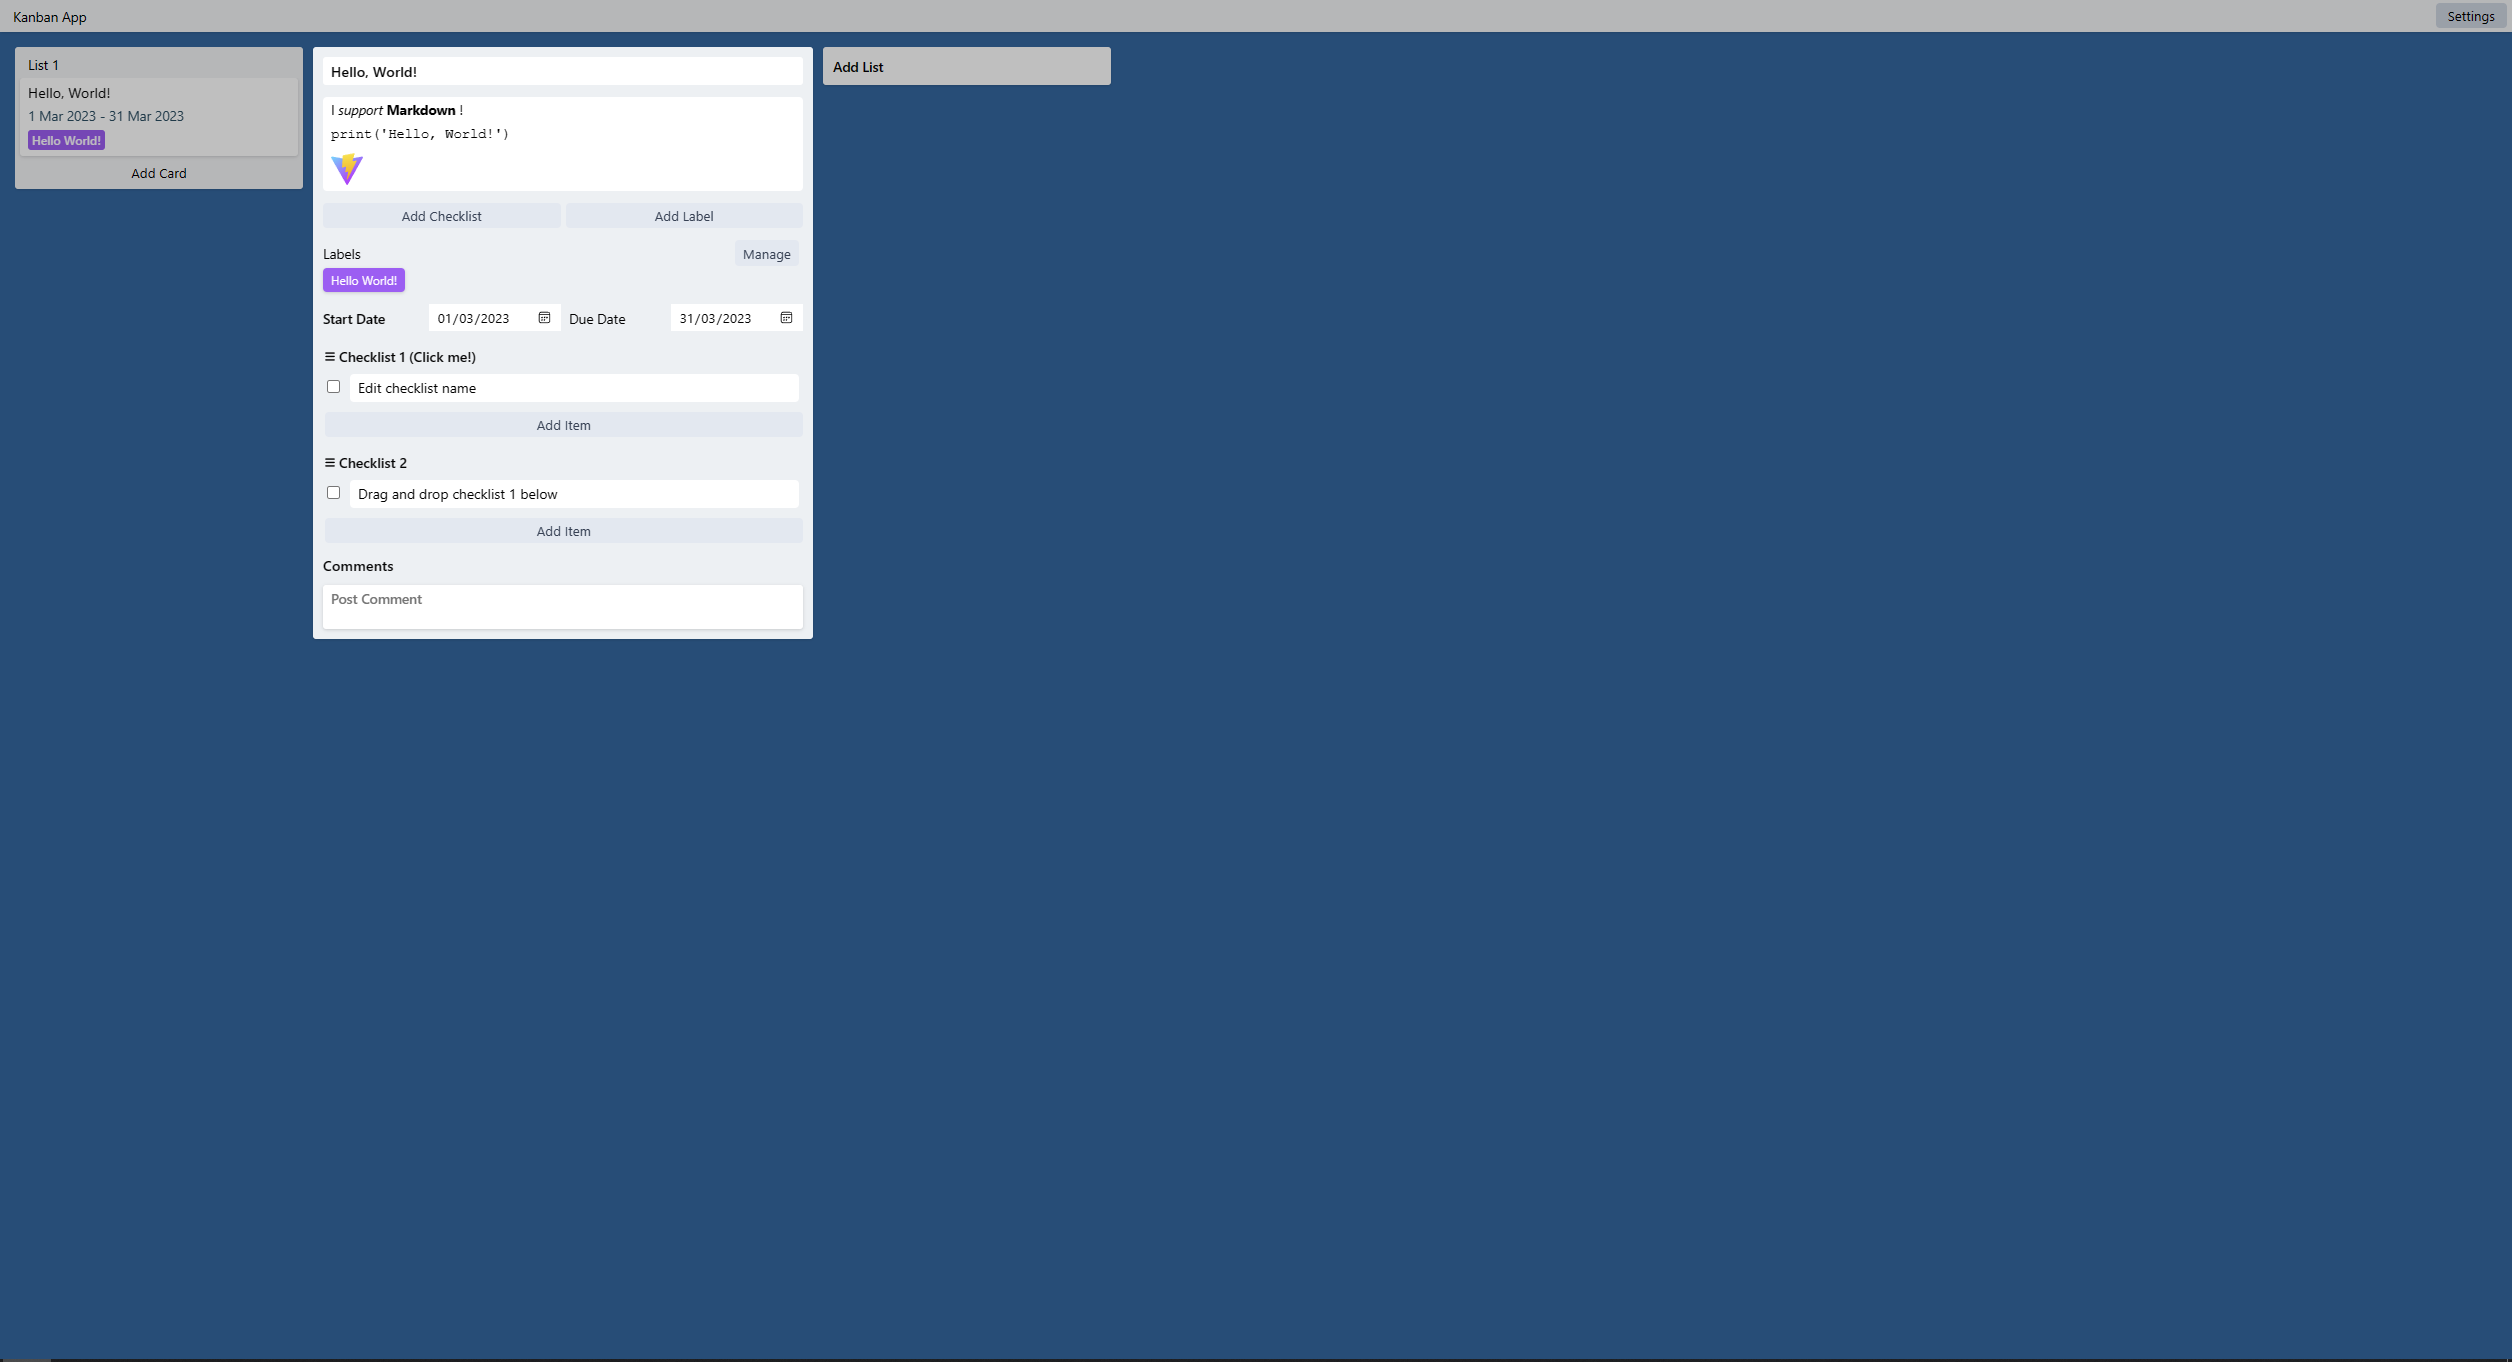 Kanban App
Settings
List 1
Hello, World!
1 Mar 2023 - 31 Mar 2023
Hello World!
Add Card
Hello, World!
I support Markdown !
print('Hello, World!')
Add Checklist
Add Label
Labels
Manage
Hello World!
Start Date 01/03/2023 Due Date 31/03/2023
Checklist 1 (Click me!)
Edit checklist name
Add Item
Checklist 2
Drag and drop checklist 1 below
Add Item
Comments
Post Comment
Add List